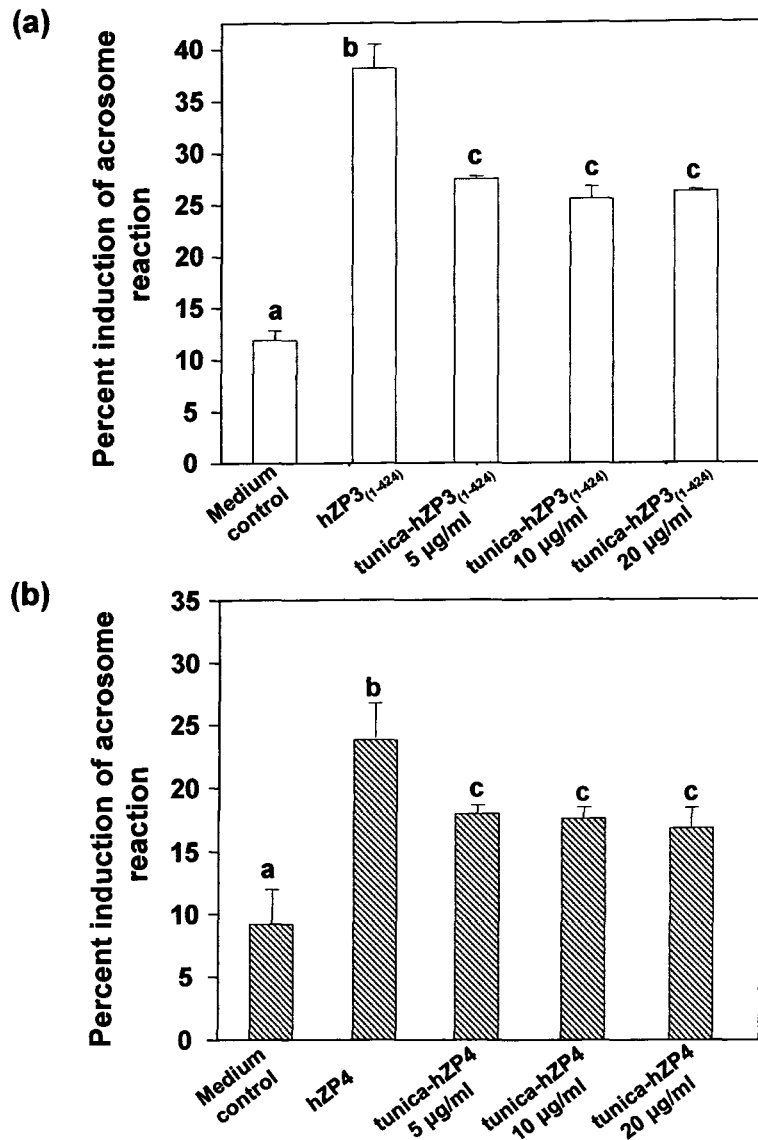 (a)
Percent induction of acrosome
reaction
40
35
30
25
20
15
10
5
0
a
b
c
c
c
Medium
control
hZP3(1-424)
tunica-hZP3(1-424)
5 µg/ml
tunica-hZP3(1-424)
10 µg/ml
tunica-hZP3(1-424)
20 µg/ml
(b)
Percent induction of acrosome
reaction
35
30
25
20
15
10
5
0
a
b
c
c
c
Medium
control
hZP4
tunica-hZP4
5 µg/ml
tunica-hZP4
10 µg/ml
tunica-hZP4
20 µg/ml